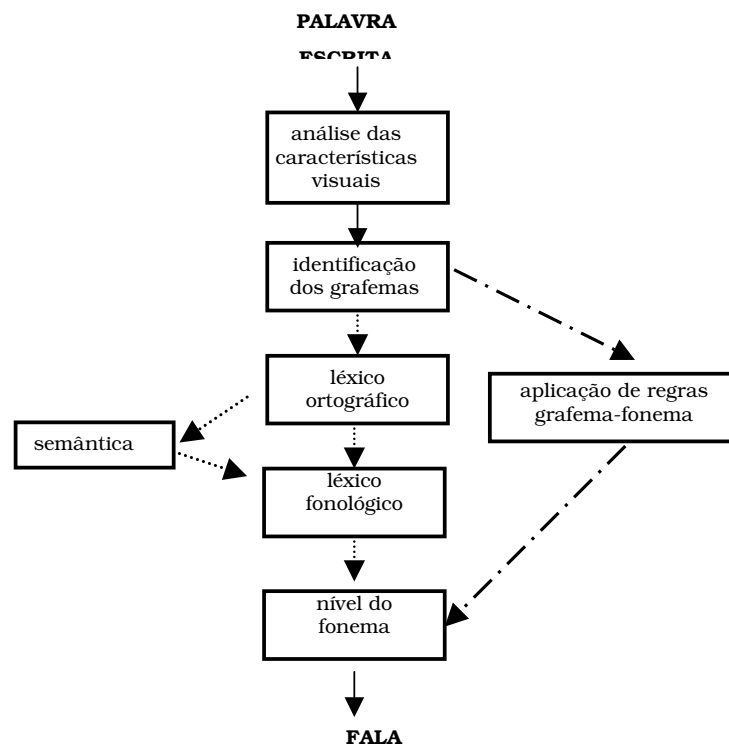 PALAVRA
ESCRITA
análise das
características
visuais
identificação
dos grafemas
léxico
ortográfico
aplicação de regras
grafema-fonema
semântica
léxico
fonológico
nível do
fonema
FALA